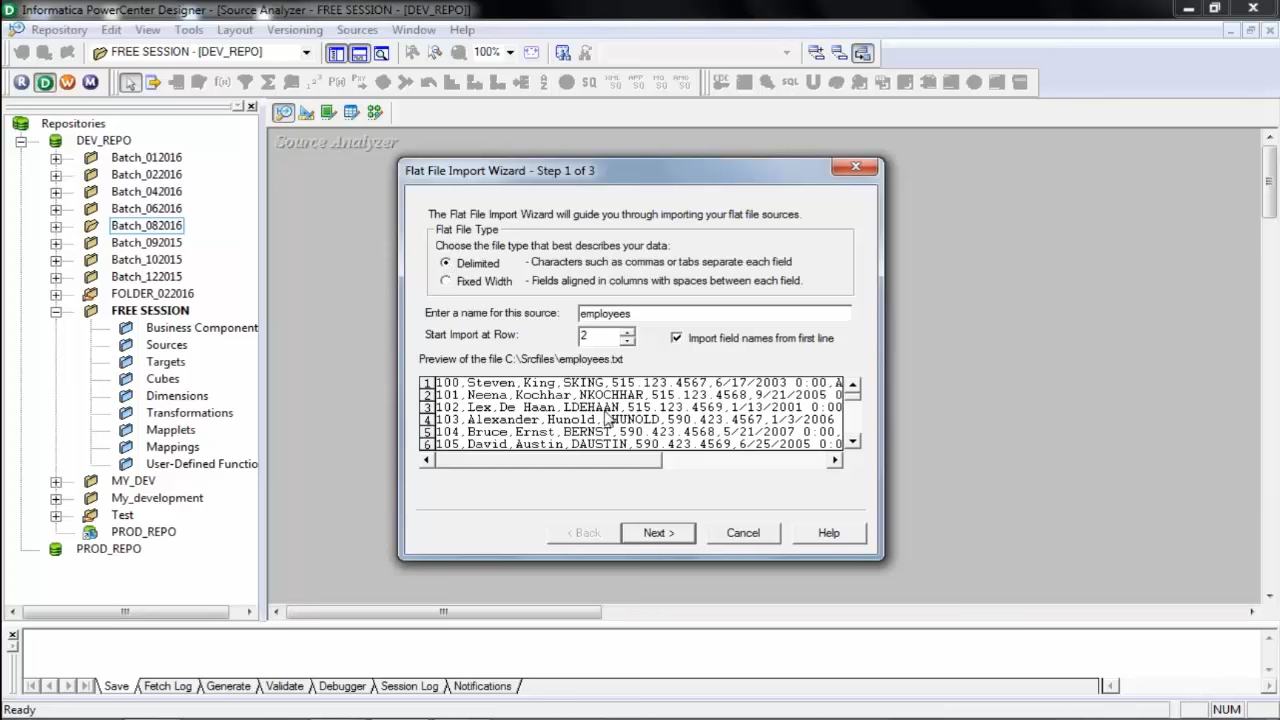 Informatica PowerCenter Designer - [Source Analyzer - FREE SESSION - [DEV_REPO]]
Repository Edit View Tools Layout Versioning Sources Window Help
FREE SESSION - [DEV_REPO] 100%
Repositories
DEV_REPO
Batch_012016
Batch_022016
Batch_042016
Batch_062016
Batch_082016
Batch_092015
Batch_102015
Batch_122015
FOLDER_022016
FREE SESSION
Business Component
Sources
Targets
Cubes
Dimensions
Transformations
Mapplets
Mappings
User-Defined Functio
MY_DEV
My_development
Test
PROD_REPO
PROD_REPO
Source Analyzer
Flat File Import Wizard - Step 1 of 3
The Flat File Import Wizard will guide you through importing your flat file sources.
Flat File Type
Choose the file type that best describes your data:
Delimited - Characters such as commas or tabs separate each field
Fixed Width - Fields aligned in columns with spaces between each field.
Enter a name for this source: employees
Start Import at Row: 2 Import field names from first line
Preview of the file C:\Srcfiles\employees.txt
1 100,Steven,King,SKING,515.123.4567,6/17/2003 0:00,A
2 101,Neena,Kochhar,NKOCHHAR,515.123.4568,9/21/2005 0
3 102,Lex,De Haan,LDEHAAN,515.123.4569,1/13/2001 0:00
4 103,Alexander,Hunold,HUNOLD,590.423.4567,1/3/2006
5 104,Bruce,Ernst,BERNST,590.423.4568,5/21/2007 0:00
6 105,David,Austin,DAUSTIN,590.423.4569,6/25/2005 0:0
< Back Next > Cancel Help
Save Fetch Log Generate Validate Debugger Session Log Notifications
Ready NUM